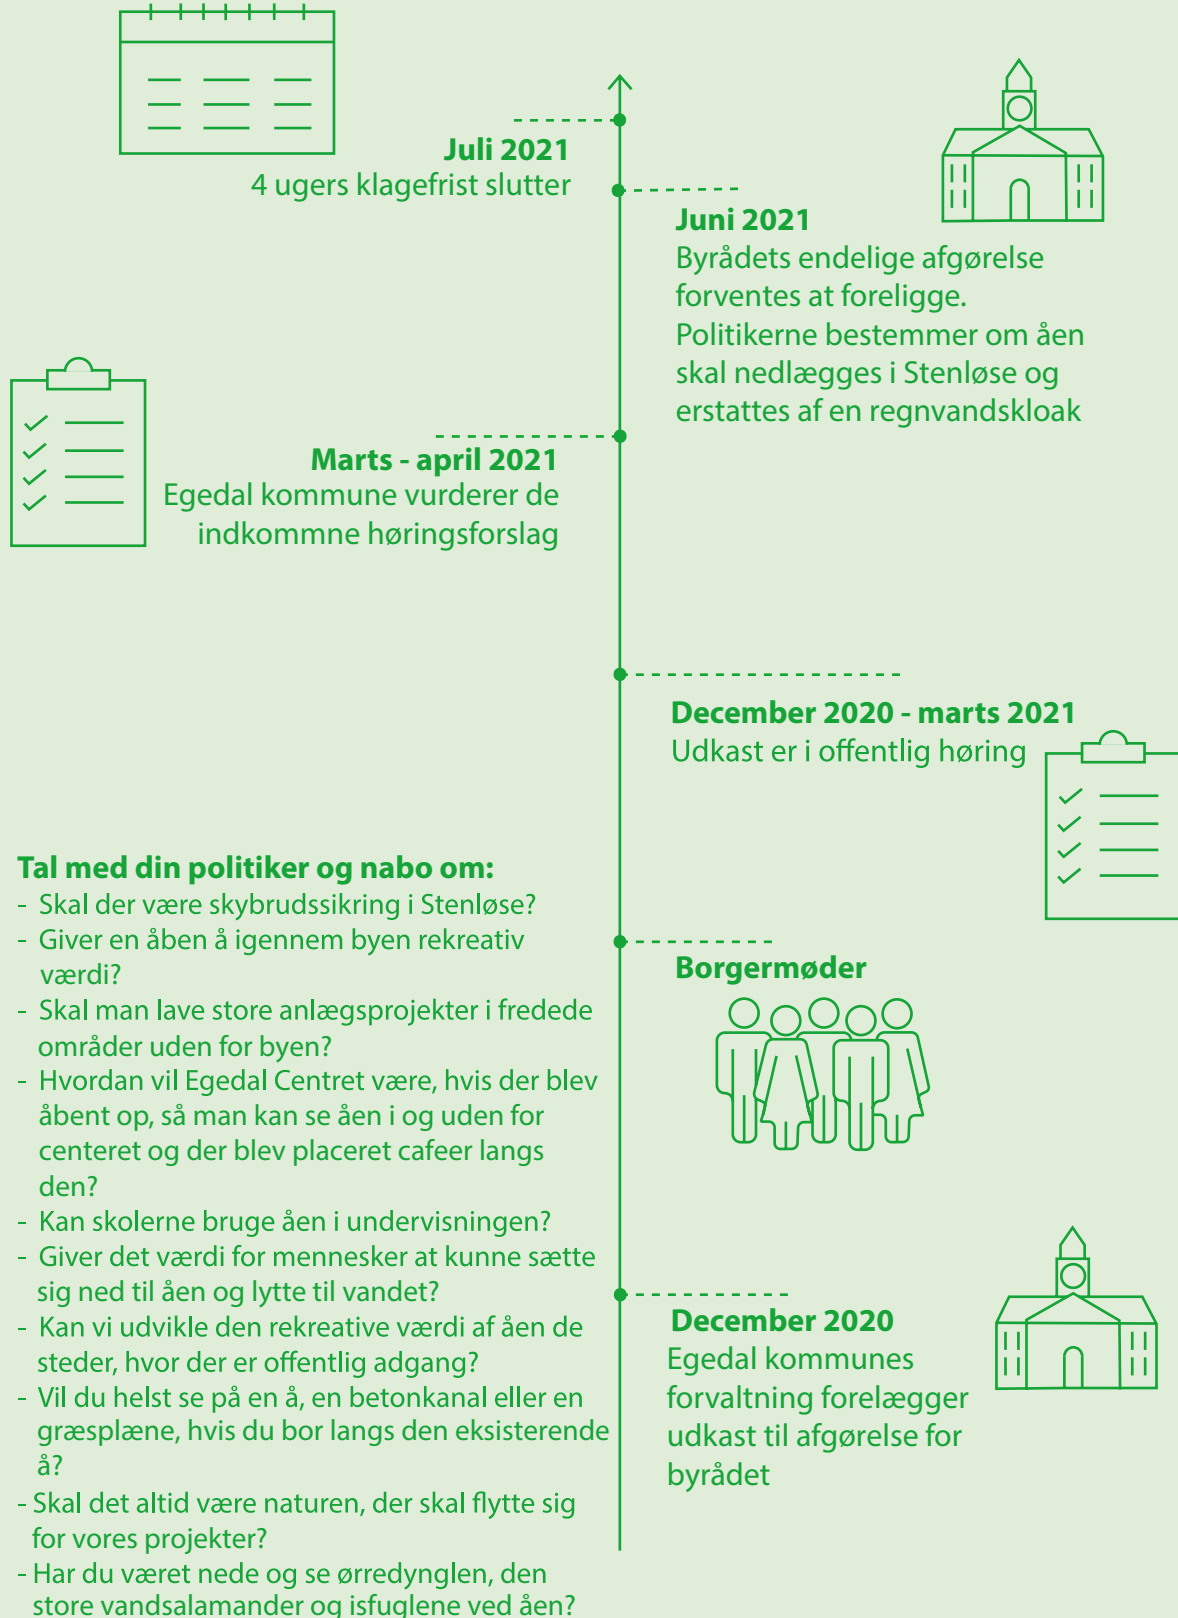 Juli 2021
4 ugers klagefrist slutter
Juni 2021
Byrådets endelige afgørelse
forventes at foreligge.
Politikerne bestemmer om åen
skal nedlægges i Stenløse og
erstattes af en regnvandskloak
Marts - april 2021
Egedal kommune vurderer de
indkommne høringsforslag
December 2020 - marts 2021
Udkast er i offentlig høring
Tal med din politiker og nabo om:
- Skal der være skybrudssikring i Stenløse?
- Giver en åben å igennem byen rekreativ
værdi?
- Skal man lave store anlægsprojekter i fredede
områder uden for byen?
- Hvordan vil Egedal Centret være, hvis der blev
åbent op, så man kan se åen i og uden for
centeret og der blev placeret cafeer langs
den?
- Kan skolerne bruge åen i undervisningen?
- Giver det værdi for mennesker at kunne sætte
sig ned til åen og lytte til vandet?
- Kan vi udvikle den rekreative værdi af åen de
steder, hvor der er offentlig adgang?
- Vil du helst se på en å, en betonkanal eller en
græsplæne, hvis du bor langs den eksisterende
å?
- Skal det altid være naturen, der skal flytte sig
for vores projekter?
- Har du været nede og se ørredynglen, den
store vandsalamander og isfuglene ved åen?
Borgermøder
December 2020
Egedal kommunes
forvaltning forelægger
udkast til afgørelse for
byrådet